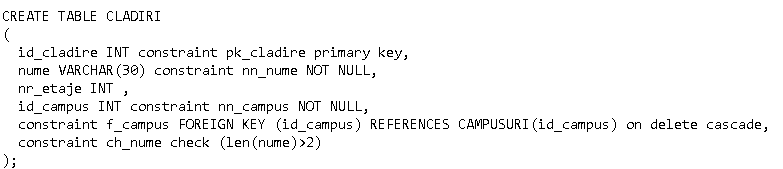 CREATE TABLE CLADIRI
(
  id_cladire INT constraint pk_cladire primary key,
  nume VARCHAR(30) constraint nn_nume NOT NULL,
  nr_etaje INT ,
  id_campus INT constraint nn_campus NOT NULL,
  constraint f_campus FOREIGN KEY (id_campus) REFERENCES CAMPUSURI(id_campus) on delete cascade,
  constraint ch_nume check (len(nume)>2)
);